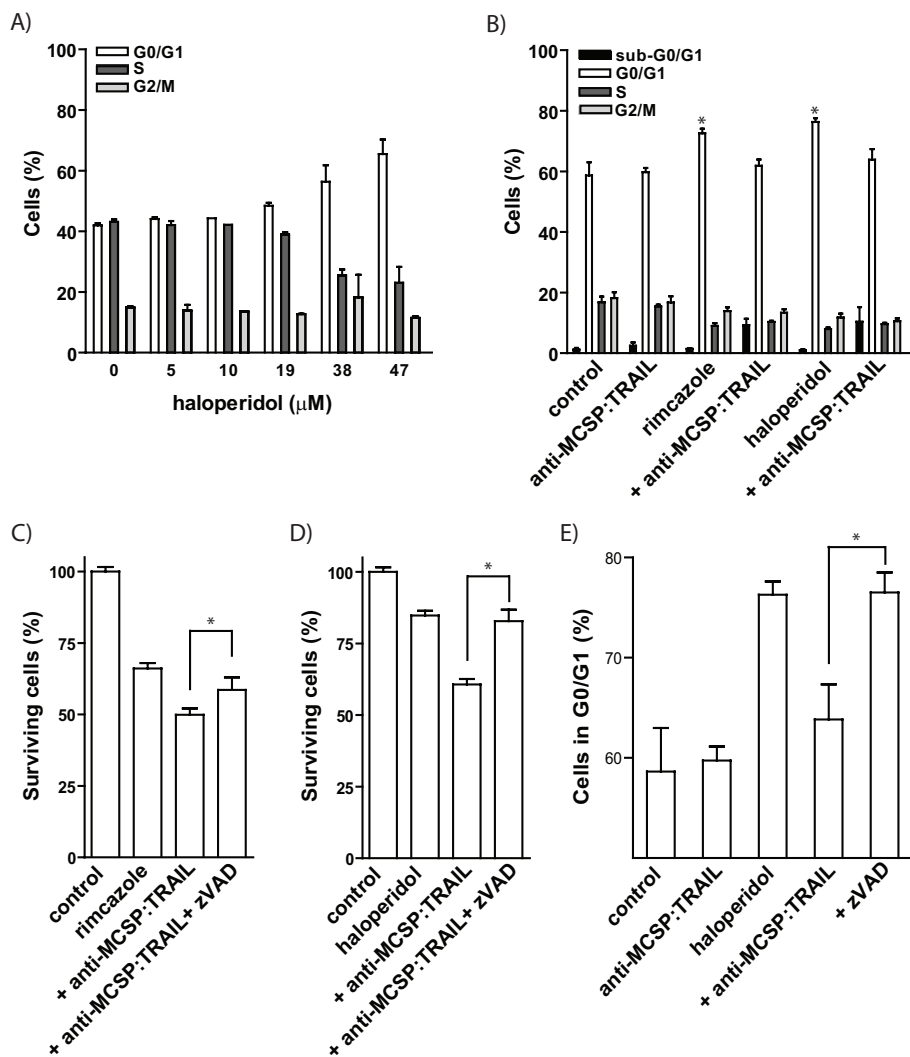 A)
Cells (%)
100
80
60
40
20
0
G0/G1
S
G2/M
0 5 10 19 38 47
haloperidol (μM)
B)
Cells (%)
100
80
60
40
20
0
sub-G0/G1
G0/G1
S
G2/M
*
*
control
anti-MCSP:TRAIL
rimcazole
+ anti-MCSP:TRAIL
haloperidol
+ anti-MCSP:TRAIL
C)
Surviving cells (%)
100
75
50
25
0
*
control
rimcazole
+ anti-MCSP:TRAIL
+ anti-MCSP:TRAIL + zVAD
D)
Surviving cells (%)
100
75
50
25
0
*
control
haloperidol
+ anti-MCSP:TRAIL
+ anti-MCSP:TRAIL + zVAD
E)
Cells in G0/G1 (%)
80
70
60
*
control
anti-MCSP:TRAIL
haloperidol
+ anti-MCSP:TRAIL
+ zVAD